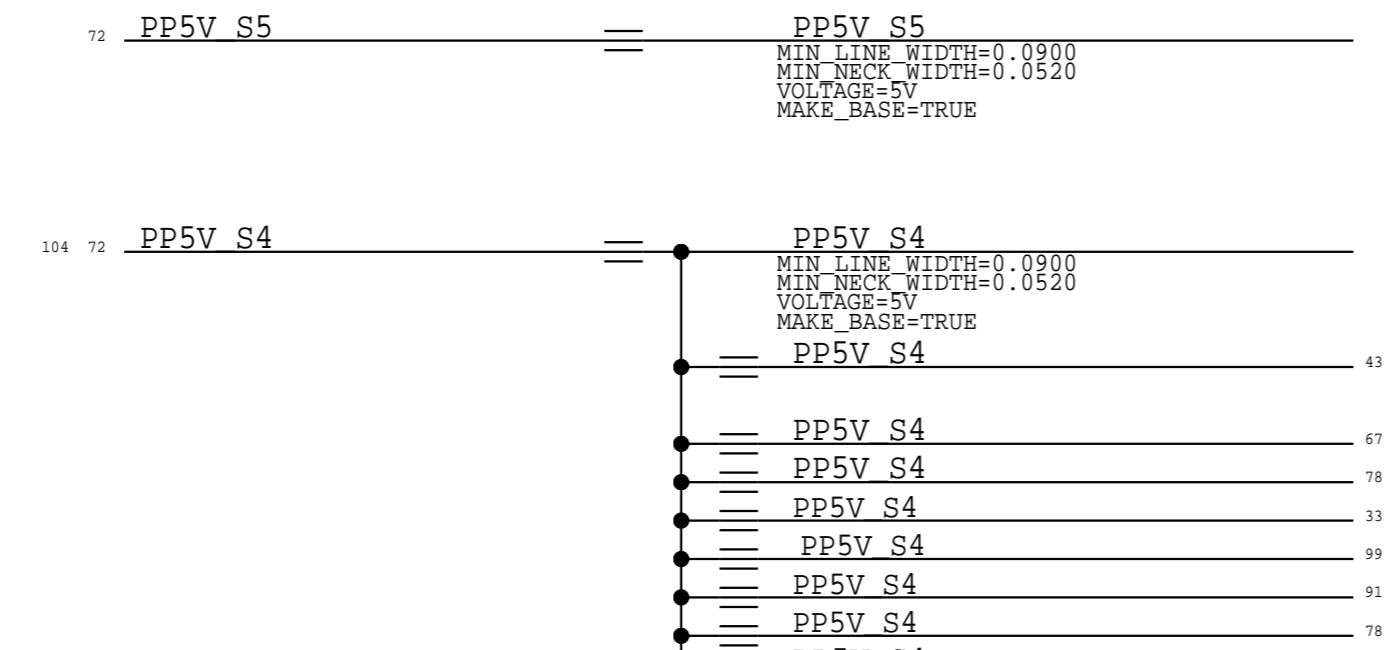 72 PP5V_S5 PP5V_S5
MIN_LINE_WIDTH=0.0900
MIN_NECK_WIDTH=0.0520
VOLTAGE=5V
MAKE_BASE=TRUE
104 72 PP5V_S4 PP5V_S4
MIN_LINE_WIDTH=0.0900
MIN_NECK_WIDTH=0.0520
VOLTAGE=5V
MAKE_BASE=TRUE
PP5V_S4 43
PP5V_S4 67
PP5V_S4 78
PP5V_S4 33
PP5V_S4 99
PP5V_S4 91
PP5V_S4 78